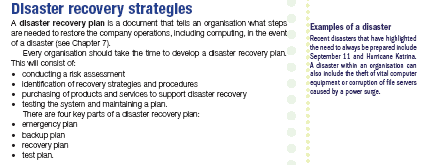 Disaster recovery strategies
A disaster recovery plan is a document that tells an organisation what steps
are needed to restore the company operations, including computing, in the event
of a disaster (see Chapter 7).
Every organisation should take the time to develop a disaster recovery plan.
This will consist of:
• conducting a risk assessment
• identification of recovery strategies and procedures
• purchasing of products and services to support disaster recovery
• testing the system and maintaining a plan.
There are four key parts of a disaster recovery plan:
• emergency plan
• backup plan
• recovery plan
• test plan.
Examples of a disaster
Recent disasters that have highlighted
the need to always be prepared include
September 11 and Hurricane Katrina.
A disaster within an organisation can
also include the theft of vital computer
equipment or corruption of file servers
caused by a power surge.